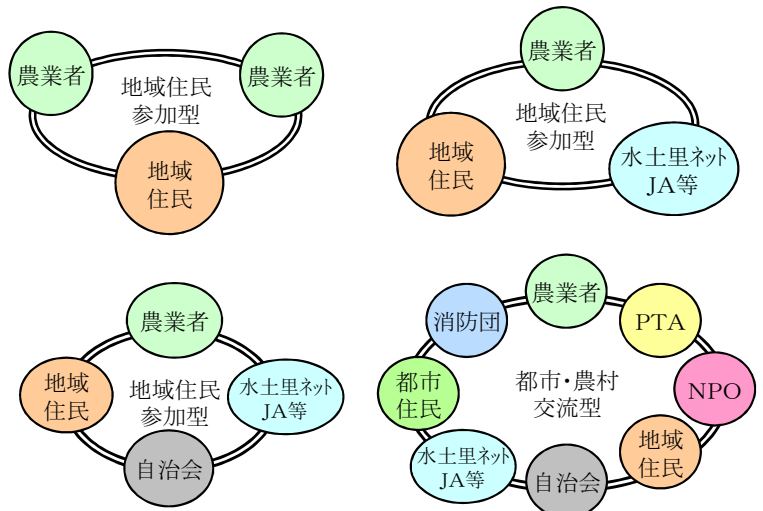 農業者
農業者
地域住民
参加型
地域
住民
農業者
地域住民
参加型
地域
住民
水土里ネット
JA等
農業者
地域
住民
地域住民
参加型
水土里ネット
JA等
自治会
農業者
消防団
PTA
都市
住民
都市・農村
交流型
NPO
水土里ネット
JA等
地域
住民
自治会